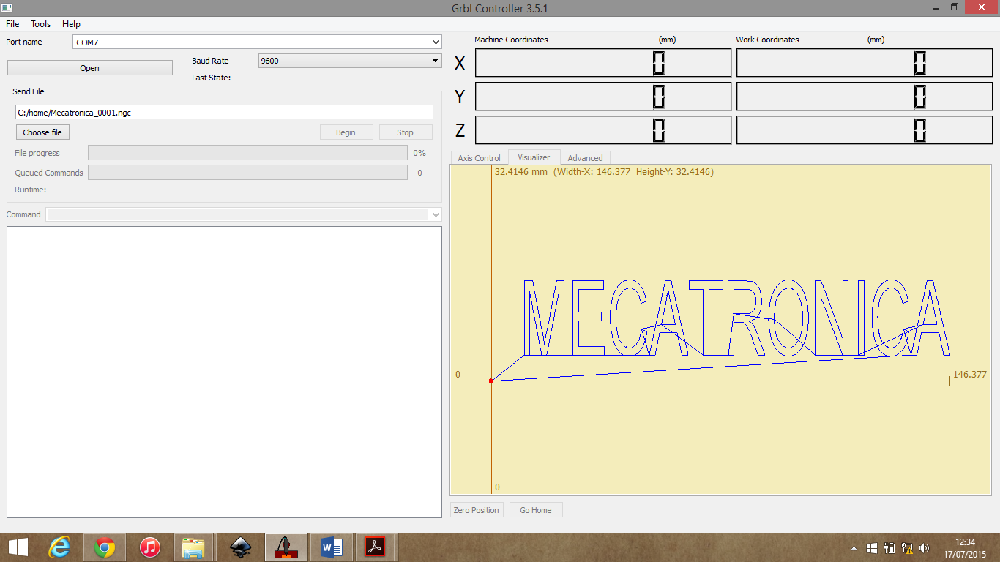 Grbl Controller 3.5.1
File Tools Help
Port name COM7
Open
Baud Rate 9600
Last State:
Send File
C:/home/Mecatronica_0001.ngc
Choose file Begin Stop
File progress 0%
Queued Commands 0
Runtime:
Command
Machine Coordinates (mm) Work Coordinates (mm)
X 0 0
Y 0 0
Z 0 0
Axis Control Visualizer Advanced
32.4146 mm (Width-X: 146.377 Height-Y: 32.4146)
MECATRONICA
0 146.377
0
Zero Position Go Home
12:34
17/07/2015